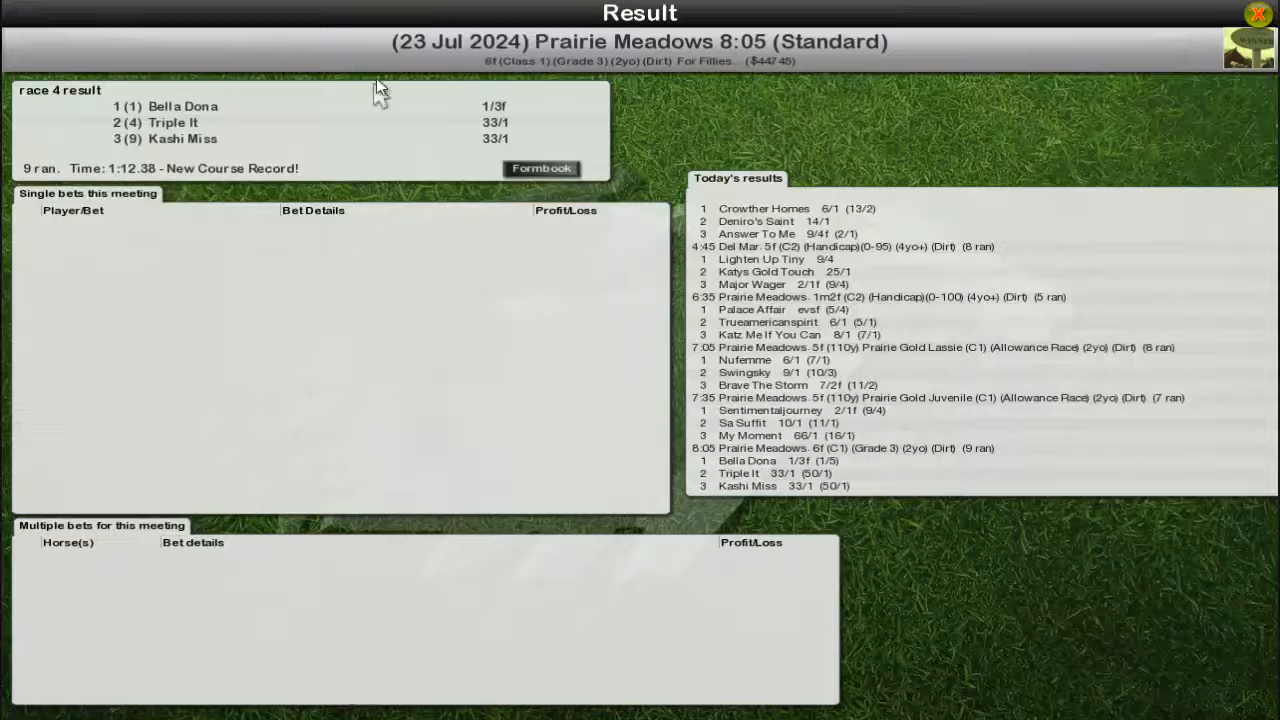 Result
(23 Jul 2024) Prairie Meadows 8:05 (Standard)
6f (Class 1) (Grade 3) (2yo) (Dirt) For Fillies. ($44745)
WINNER
race 4 result
1 (1) Bella Dona 1/3f
2 (4) Triple It 33/1
3 (9) Kashi Miss 33/1
9 ran. Time: 1:12.38 - New Course Record!
Formbook
Single bets this meeting
Player/Bet Bet Details Profit/Loss
Today's results
1 Crowther Homes 6/1 (13/2)
2 Deniro's Saint 14/1
3 Answer To Me 9/4f (2/1)
4:45 Del Mar. 5f (C2) (Handicap)(0-95) (4yo+) (Dirt) (8 ran)
1 Lighten Up Tiny 9/4
2 Katys Gold Touch 25/1
3 Major Wager 2/1f (9/4)
6:35 Prairie Meadows. 1m2f (C2) (Handicap)(0-100) (4yo+) (Dirt) (5 ran)
1 Palace Affair evsf (5/4)
2 Trueamericanspirit 6/1 (5/1)
3 Katz Me If You Can 8/1 (7/1)
7:05 Prairie Meadows. 5f (110y) Prairie Gold Lassie (C1) (Allowance Race) (2yo) (Dirt) (8 ran)
1 Nufemme 6/1 (7/1)
2 Swingsky 9/1 (10/3)
3 Brave The Storm 7/2f (11/2)
7:35 Prairie Meadows. 5f (110y) Prairie Gold Juvenile (C1) (Allowance Race) (2yo) (Dirt) (7 ran)
1 Sentimentaljourney 2/1f (9/4)
2 Sa Suffit 10/1 (11/1)
3 My Moment 66/1 (16/1)
8:05 Prairie Meadows. 6f (C1) (Grade 3) (2yo) (Dirt) (9 ran)
1 Bella Dona 1/3f (1/5)
2 Triple It 33/1 (50/1)
3 Kashi Miss 33/1 (50/1)
Multiple bets for this meeting
Horse(s) Bet details Profit/Loss